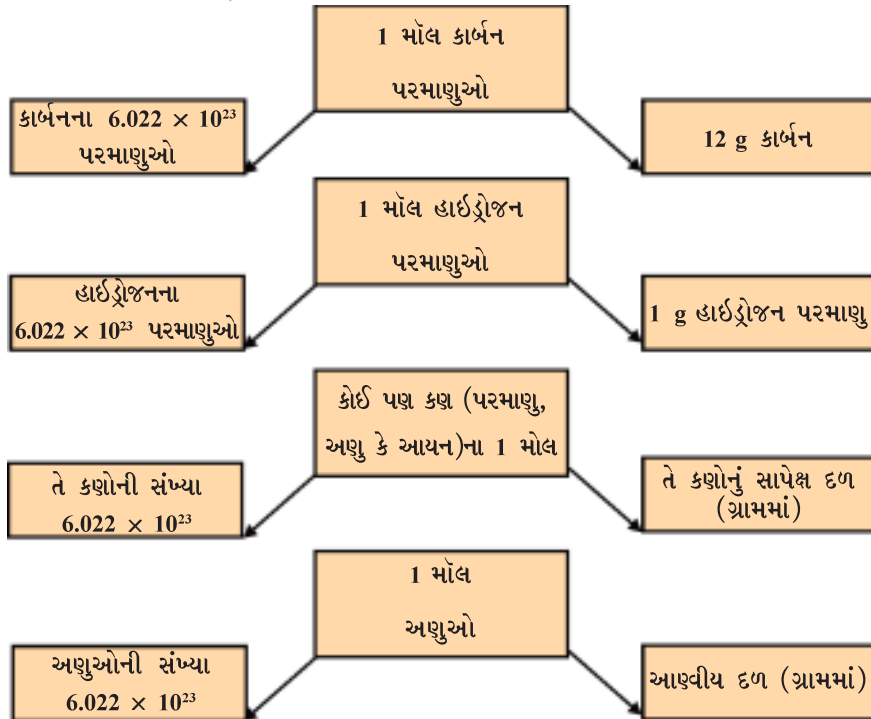 1 મૉલ કાર્બન
પરમાણુઓ
કાર્બનના 6.022 × 10²³
પરમાણુઓ
12 g કાર્બન
1 મૉલ હાઇડ્રોજન
પરમાણુઓ
હાઇડ્રોજનના
6.022 × 10²³ પરમાણુઓ
1 g હાઇડ્રોજન પરમાણુ
કોઈ પણ કણ (પરમાણુ,
અણુ કે આયન)ના 1 મોલ
તે કણોની સંખ્યા
6.022 × 10²³
તે કણોનું સાપેક્ષ દળ
(ગ્રામમાં)
1 મૉલ
અણુઓ
અણુઓની સંખ્યા
6.022 × 10²³
આણ્વીય દળ (ગ્રામમાં)